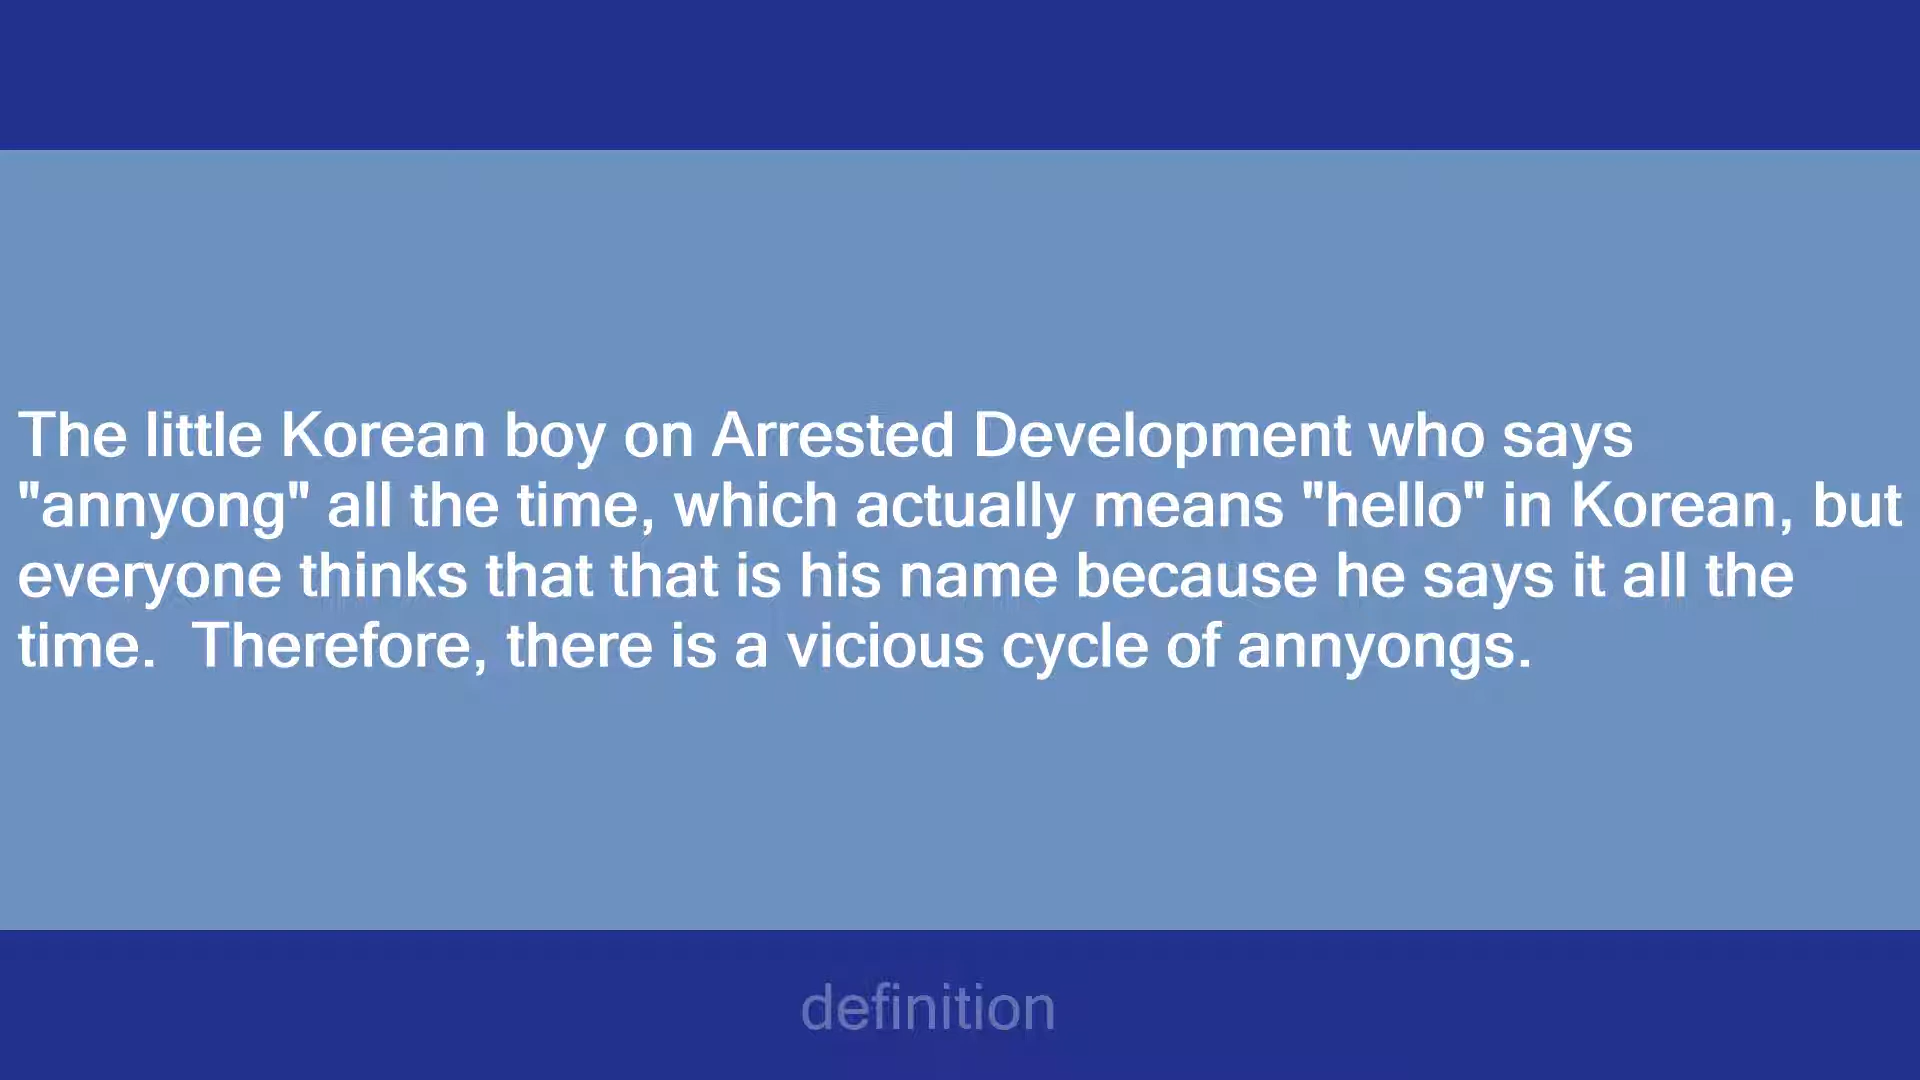 The little Korean boy on Arrested Development who says
"annyong" all the time, which actually means "hello" in Korean, but
everyone thinks that that is his name because he says it all the
time.  Therefore, there is a vicious cycle of annyongs.
definition